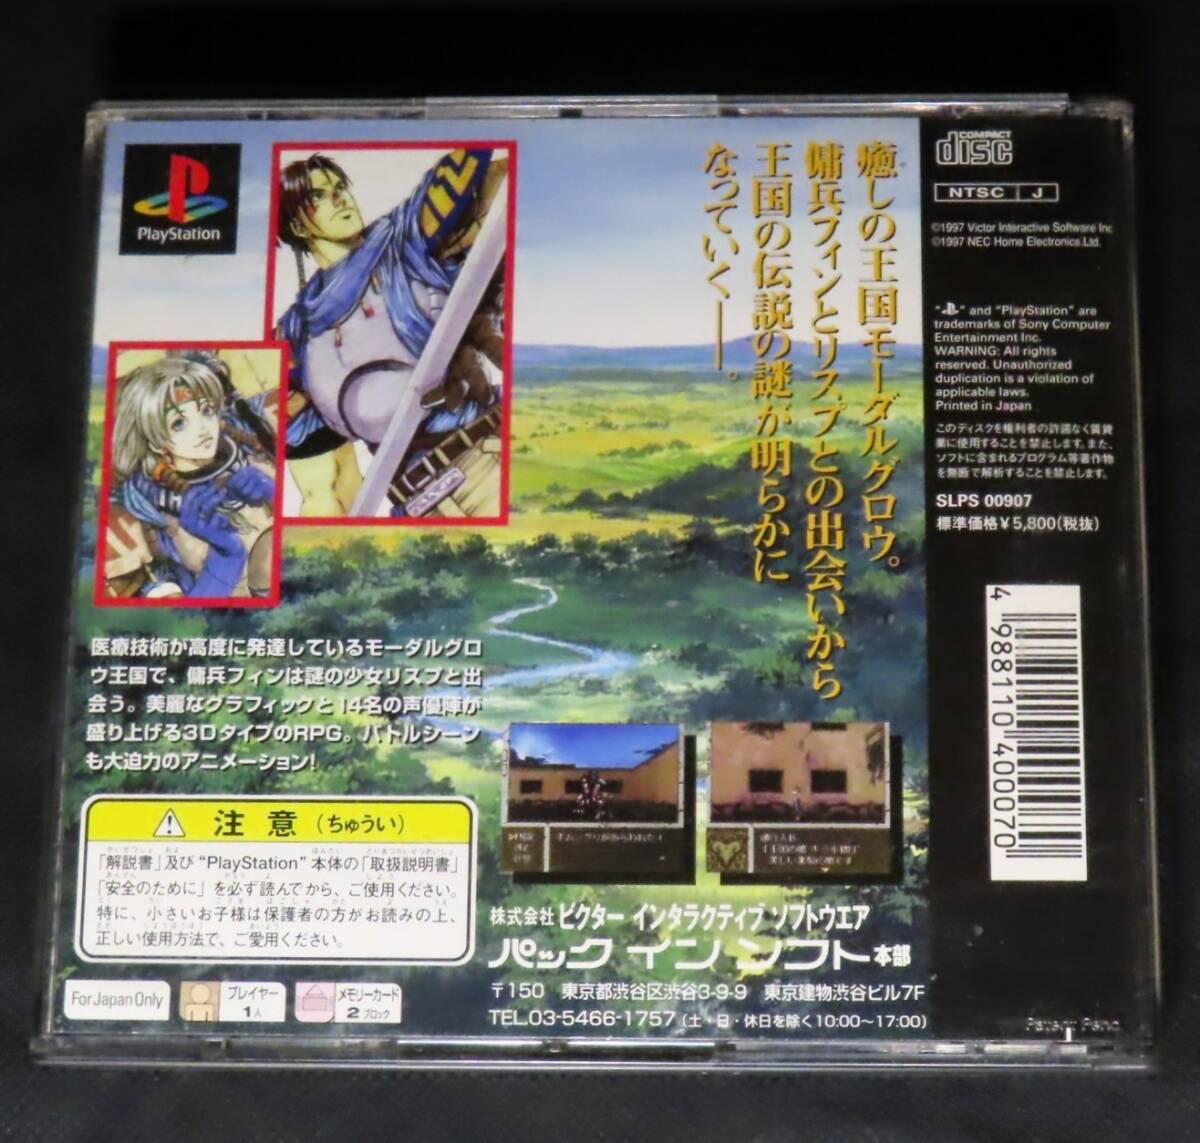 PlayStation
癒しの王国モーダルグロウ。
傭兵フィンとリスプとの出会いから
王国の伝説の謎が明らかに
なっていく——。
医療技術が高度に発達しているモーダルグロ
ウ王国で、傭兵フィンは謎の少女リスプと出
会う。美麗なグラフィックと14名の声優陣が
盛り上げる3DタイプのRPG。バトルシーン
も大迫力のアニメーション!
注意(ちゅうい)
「解説書」及び“PlayStation”本体の「取扱説明書」
「安全のために」を必ず読んでから、ご使用ください。
特に、小さいお子様は保護者の方がお読みの上、
正しい使用方法で、ご愛用ください。
For Japan Only
プレイヤー
1人
メモリーカード
2ブロック
株式会社 ビクター インタラクティブ ソフトウエア
パック イン ソフト本部
〒150 東京都渋谷区渋谷3-9-9 東京建物渋谷ビル7F
TEL.03-5466-1757(土・日・休日を除く10:00~17:00)
COMPACT
disc
NTSC J
©1997 Victor Interactive Software Inc
©1997 NEC Home Electronics.Ltd.
“ ” and “PlayStation” are
trademarks of Sony Computer
Entertainment Inc.
WARNING: All rights
reserved. Unauthorized
duplication is a violation of
applicable laws.
Printed in Japan
このディスクを権利者の許諾なく賃貸
業に使用することを禁止します。また、
ソフトに含まれるプログラム等著作物
を無断で解析することを禁止します。
SLPS 00907
標準価格¥5,800(税抜)
4 988110 400070